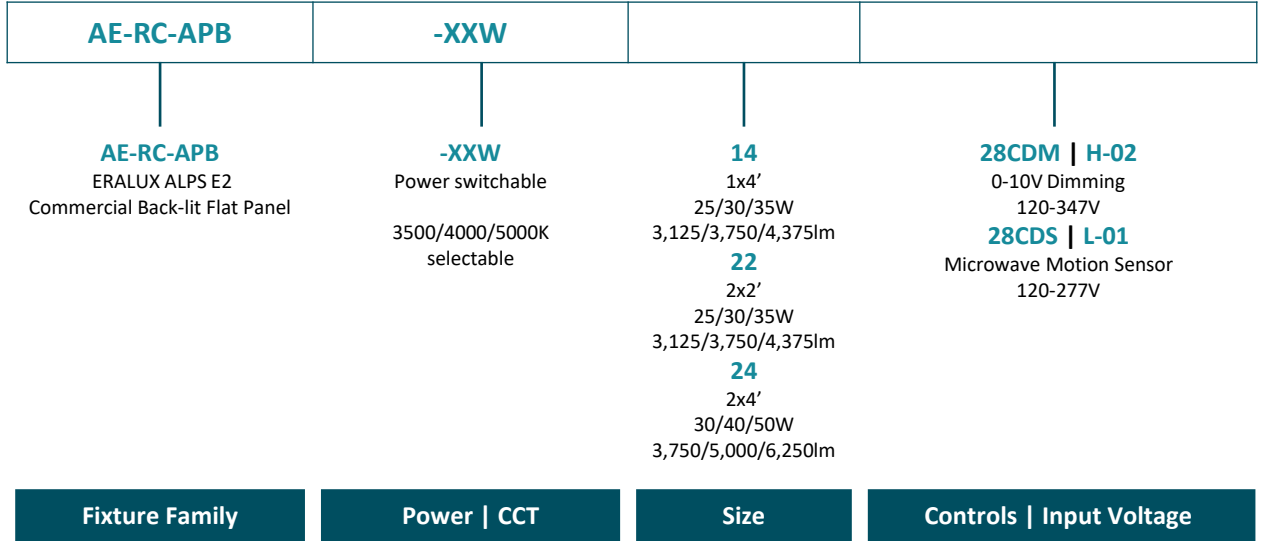 AE-RC-APB
-XXW
AE-RC-APB
ERALUX ALPS E2
Commercial Back-lit Flat Panel
-XXW
Power switchable
3500/4000/5000K
selectable
14
1x4’
25/30/35W
3,125/3,750/4,375lm
22
2x2’
25/30/35W
3,125/3,750/4,375lm
24
2x4’
30/40/50W
3,750/5,000/6,250lm
28CDM | H-02
0-10V Dimming
120-347V
28CDS | L-01
Microwave Motion Sensor
120-277V
Fixture Family
Power | CCT
Size
Controls | Input Voltage